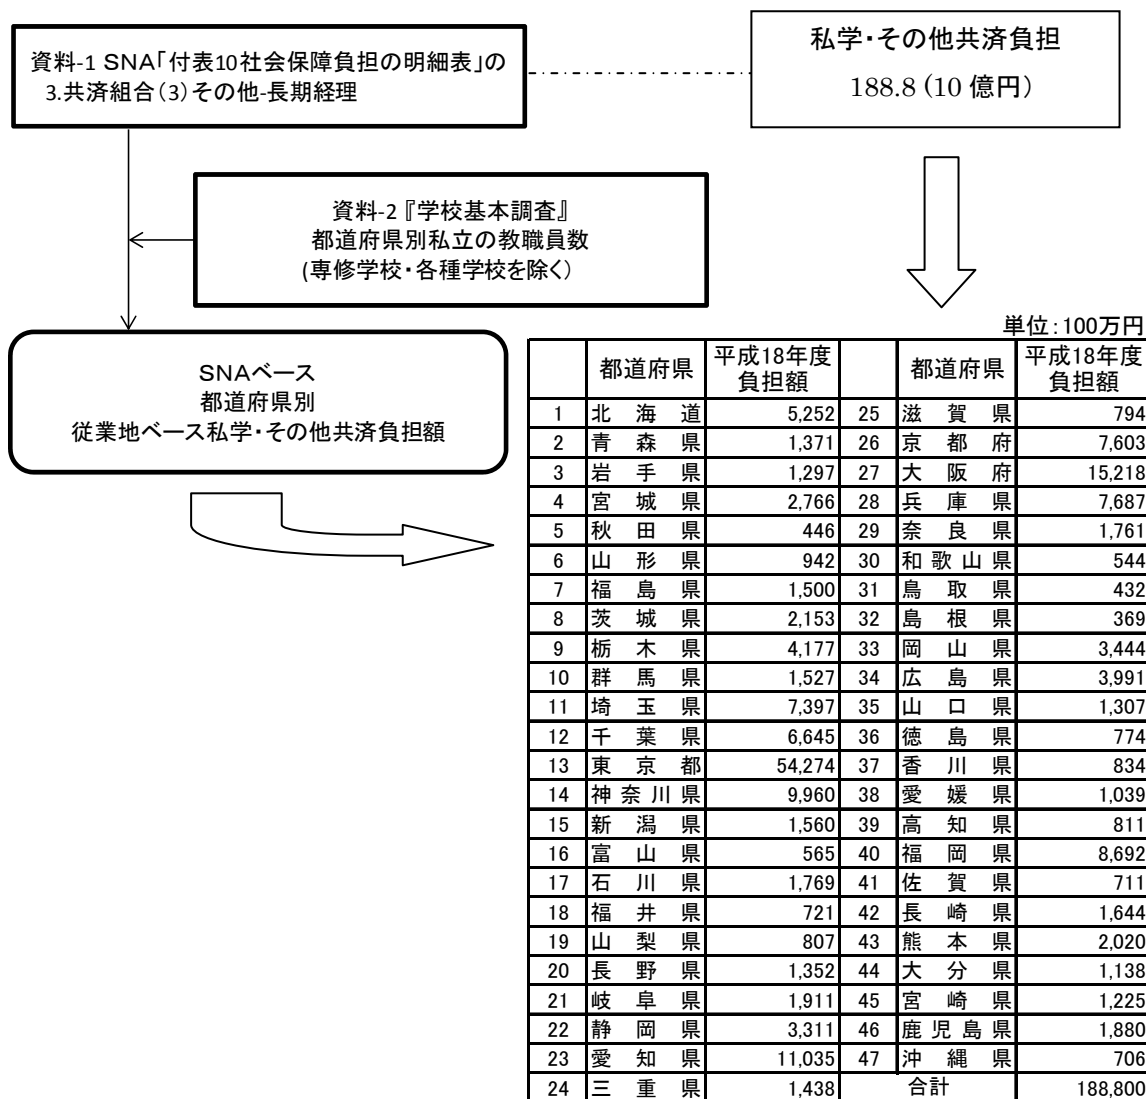 資料-1 SNA「付表10社会保障負担の明細表」の
3.共済組合(3)その他-長期経理
私学・その他共済負担
188.8 (10 億円)
資料-2『学校基本調査』
都道府県別私立の教職員数
(専修学校・各種学校を除く)
SNAベース
都道府県別
従業地ベース私学・その他共済負担額
単位:100万円
都道府県 平成18年度負担額 都道府県 平成18年度負担額
1 北海道 5,252 25 滋賀県 794
2 青森県 1,371 26 京都府 7,603
3 岩手県 1,297 27 大阪府 15,218
4 宮城県 2,766 28 兵庫県 7,687
5 秋田県 446 29 奈良県 1,761
6 山形県 942 30 和歌山県 544
7 福島県 1,500 31 鳥取県 432
8 茨城県 2,153 32 島根県 369
9 栃木県 4,177 33 岡山県 3,444
10 群馬県 1,527 34 広島県 3,991
11 埼玉県 7,397 35 山口県 1,307
12 千葉県 6,645 36 徳島県 774
13 東京都 54,274 37 香川県 834
14 神奈川県 9,960 38 愛媛県 1,039
15 新潟県 1,560 39 高知県 811
16 富山県 565 40 福岡県 8,692
17 石川県 1,769 41 佐賀県 711
18 福井県 721 42 長崎県 1,644
19 山梨県 807 43 熊本県 2,020
20 長野県 1,352 44 大分県 1,138
21 岐阜県 1,911 45 宮崎県 1,225
22 静岡県 3,311 46 鹿児島県 1,880
23 愛知県 11,035 47 沖縄県 706
24 三重県 1,438 合計 188,800